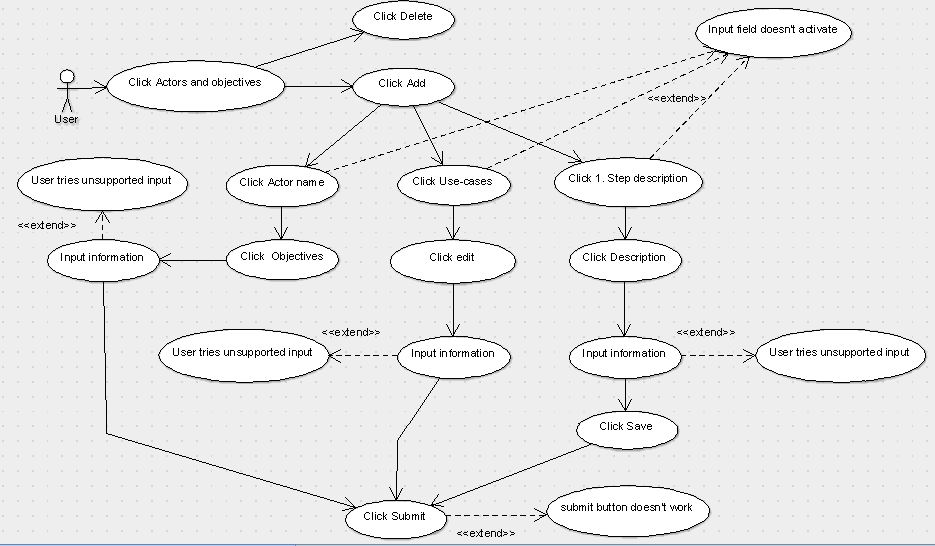 Click Delete
Input field doesn't activate
Click Actors and objectives
Click Add
<<extend>>
User
User tries unsupported input
Click Actor name
Click Use-cases
Click 1. Step description
<<extend>>
Input information
Click  Objectives
Click edit
Click Description
<<extend>>
<<extend>>
User tries unsupported input
Input information
Input information
User tries unsupported input
Click Save
Click Submit
submit button doesn't work
<<extend>>